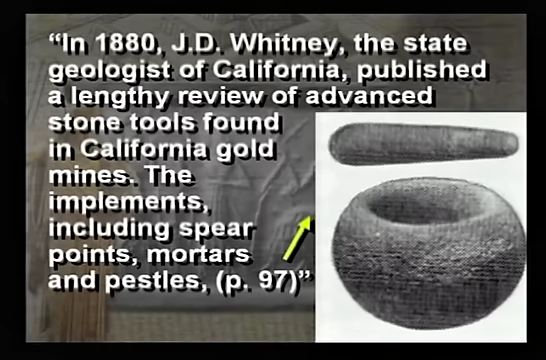 “In 1880, J.D. Whitney, the state
geologist of California, published
a lengthy review of advanced
stone tools found
in California gold
mines. The
implements,
including spear
points, mortars
and pestles, (p. 97)”